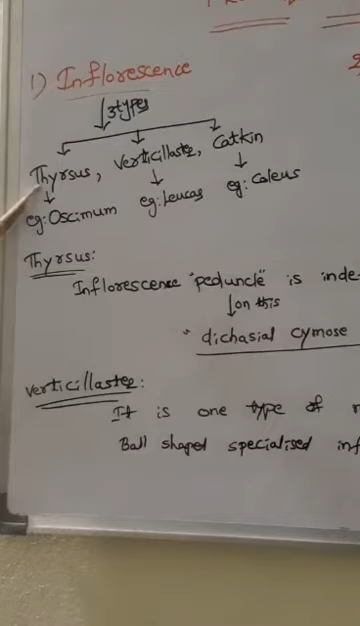 1) Inflorescence
3 types
Thyrsus, Verticillaster, Catkin
eg: Oscimum eg: Leucas eg: Coleus
Thyrsus:
Inflorescence "peduncle" is inde-
on this
" dichasial cymose
Verticillaster:
It is one type of
Ball shaped specialised inf